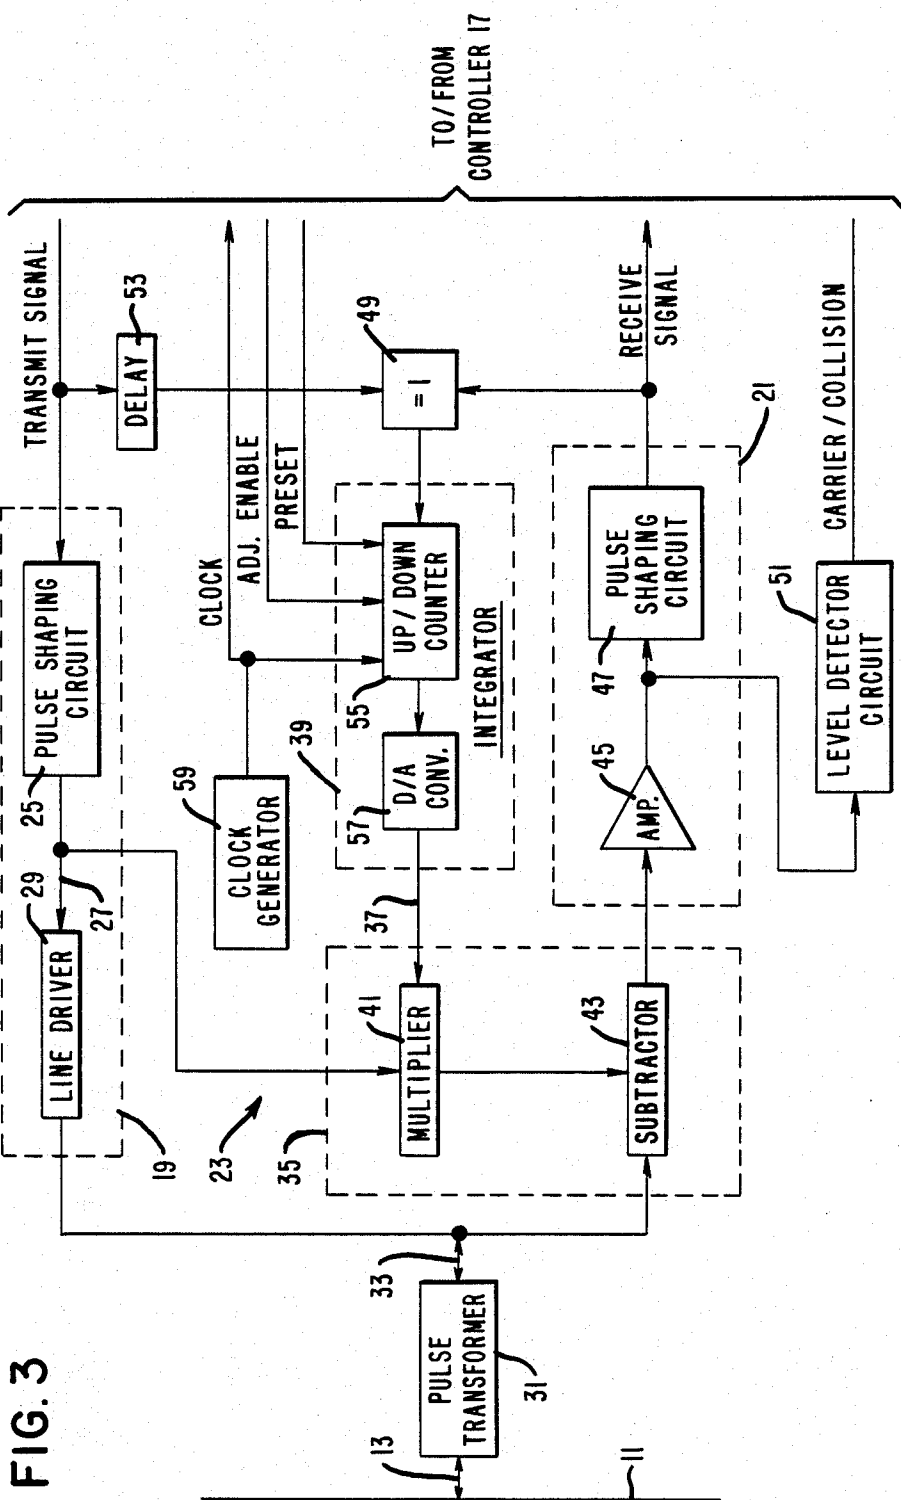 FIG. 3
TO/FROM
CONTROLLER 17
TRANSMIT SIGNAL
DELAY
53
PULSE SHAPING
CIRCUIT
25
LINE DRIVER
29
27
19
CLOCK
ADJ. ENABLE
PRESET
= 1
49
CLOCK
GENERATOR
59
UP/DOWN
COUNTER
55
D/A
CONV.
57
39
INTEGRATOR
37
MULTIPLIER
41
23
35
SUBTRACTOR
43
RECEIVE
SIGNAL
21
PULSE
SHAPING
CIRCUIT
47
AMP.
45
CARRIER/COLLISION
LEVEL DETECTOR
CIRCUIT
51
33
PULSE
TRANSFORMER
31
13
11